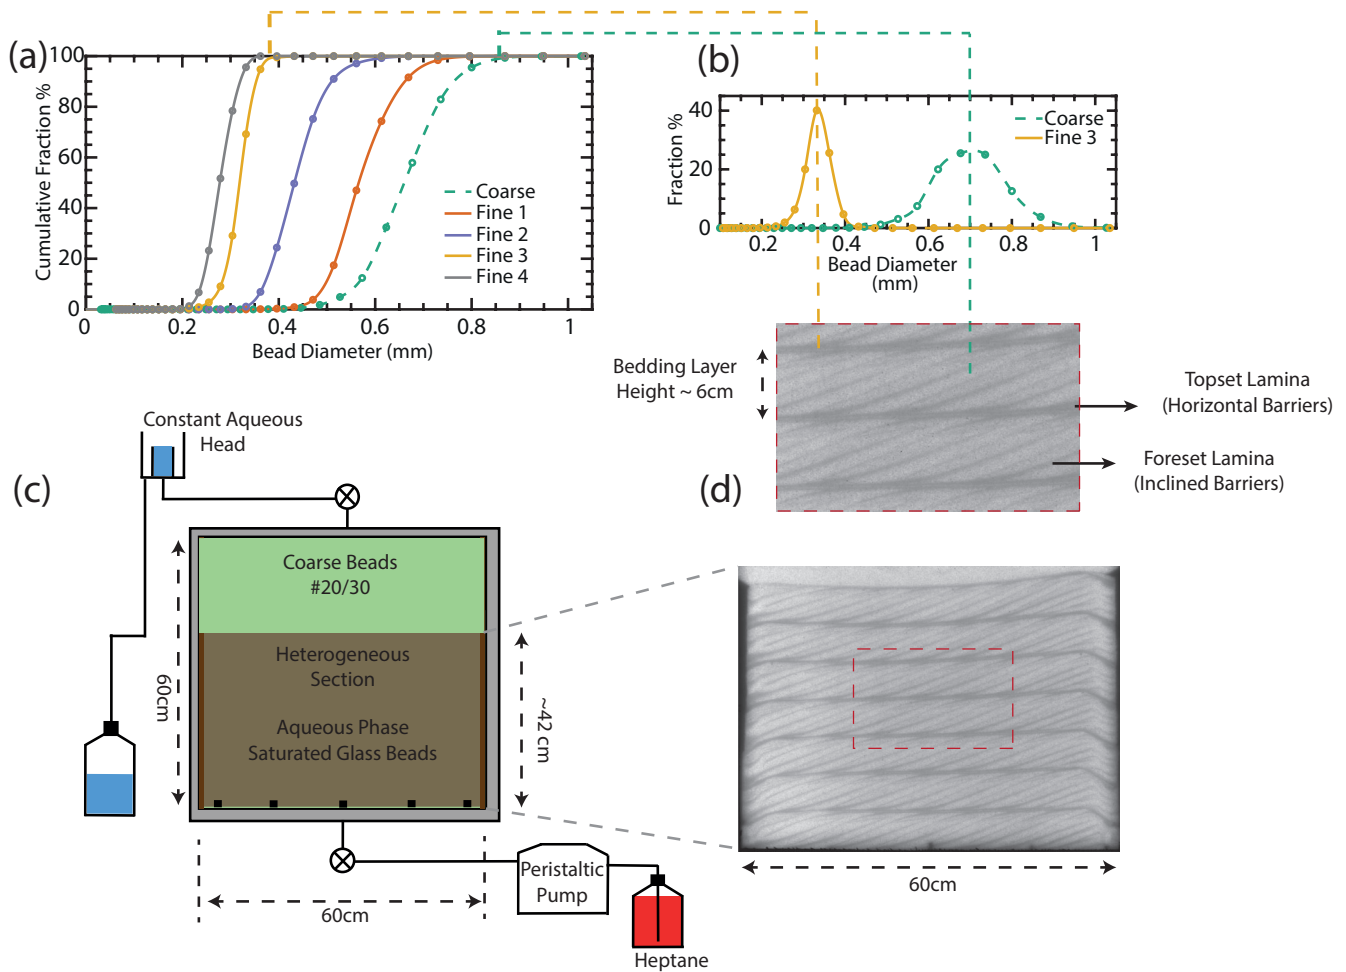 (a)
100
80
60
40
20
0
Cumulative Fraction %
Coarse
Fine 1
Fine 2
Fine 3
Fine 4
0
0.2
0.4
0.6
0.8
1
Bead Diameter (mm)
(b)
40
20
0
Fraction %
Coarse
Fine 3
0.2
0.4
0.6
0.8
1
Bead Diameter
(mm)
Bedding Layer
Height ~ 6cm
Topset Lamina
(Horizontal Barriers)
Foreset Lamina
(Inclined Barriers)
(c)
Constant Aqueous
Head
Coarse Beads
#20/30
Heterogeneous
Section
Aqueous Phase
Saturated Glass Beads
60cm
~42 cm
60cm
Peristaltic
Pump
Heptane
(d)
60cm